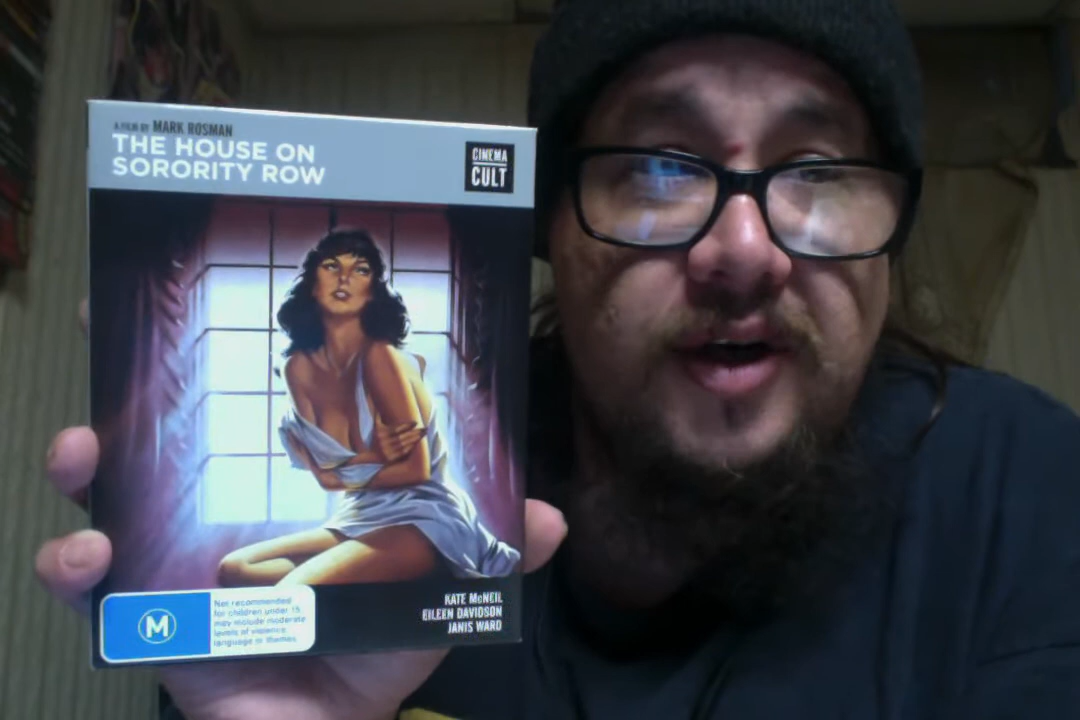 A FILM BY MARK ROSMAN
THE HOUSE ON
SORORITY ROW
CINEMA
CULT
KATE McNEIL
EILEEN DAVIDSON
JANIS WARD
M
Not recommended
for children under 15
may include moderate
levels of violence,
language or themes.